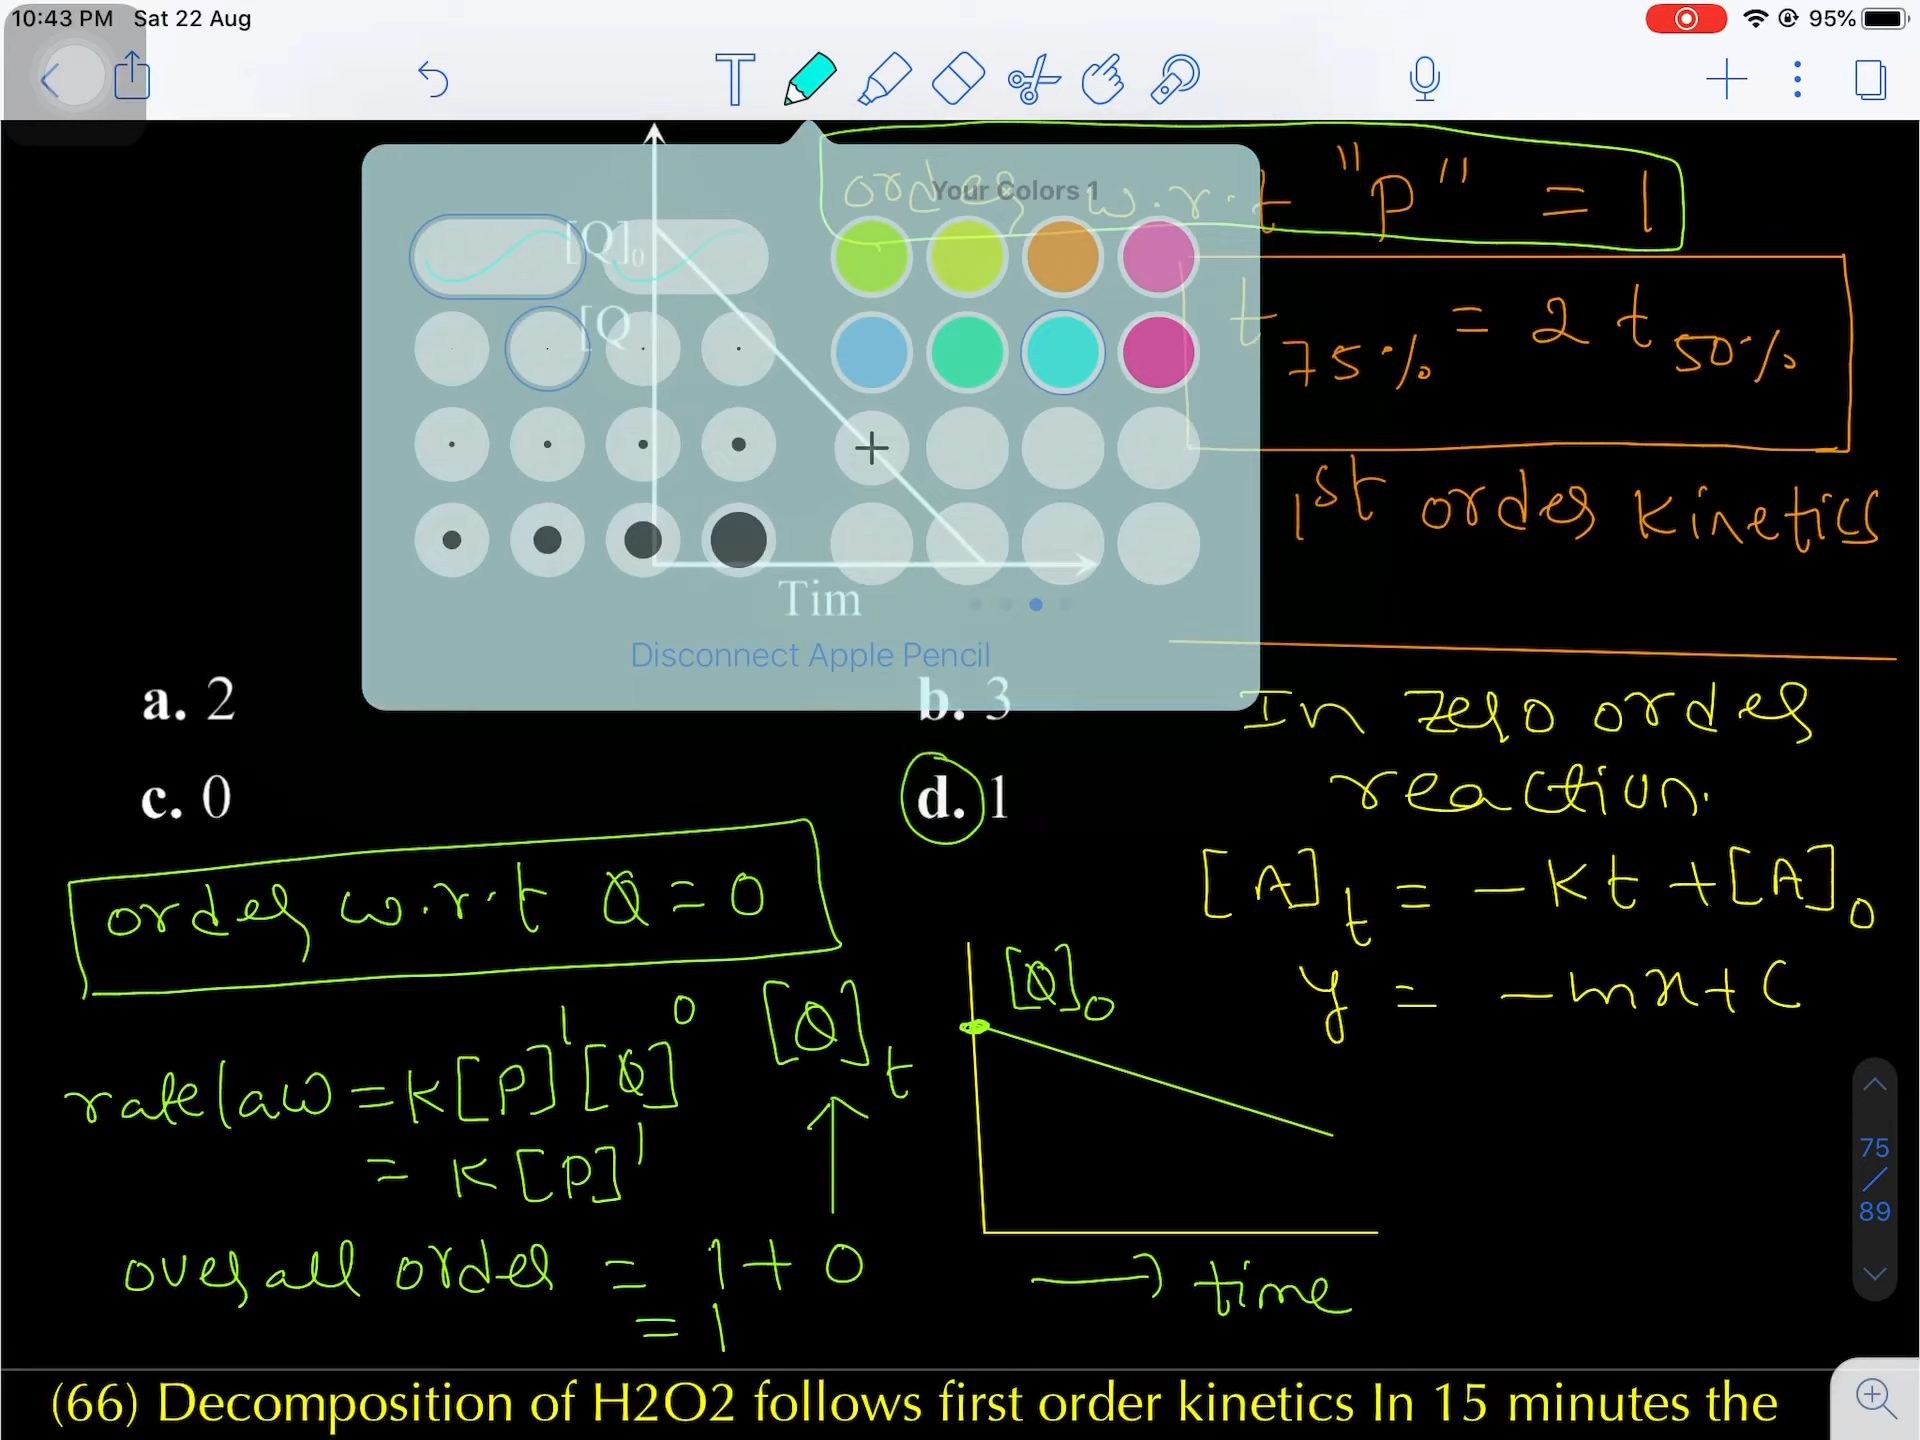 10:43 PM Sat 22 Aug
95%
T
order w.r.t "P" = 1
Your Colors 1
[Q]₀
[Q
t 75% = 2 t 50%
1st order kinetics
Tim
Disconnect Apple Pencil
a. 2
b. 3
c. 0
d. 1
In zero order
reaction.
[A]t = -kt + [A]0
y = -mx + C
order w.r.t Q = 0
rate law = K[P]¹[Q]⁰
= K[P]¹
[Q]t
[Q]0
overall order = 1 + 0
= 1
→ time
75
/
89
(66) Decomposition of H2O2 follows first order kinetics In 15 minutes the